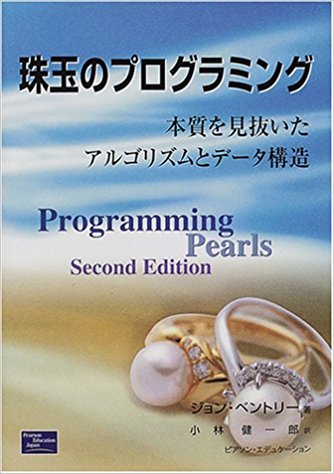 珠玉のプログラミング
本質を見抜いた
アルゴリズムとデータ構造
Programming
Pearls
Second Edition
ジョン・ベントリー 著
小林 健一郎 訳
Pearson Education
Japan
ピアソン・エデュケーション